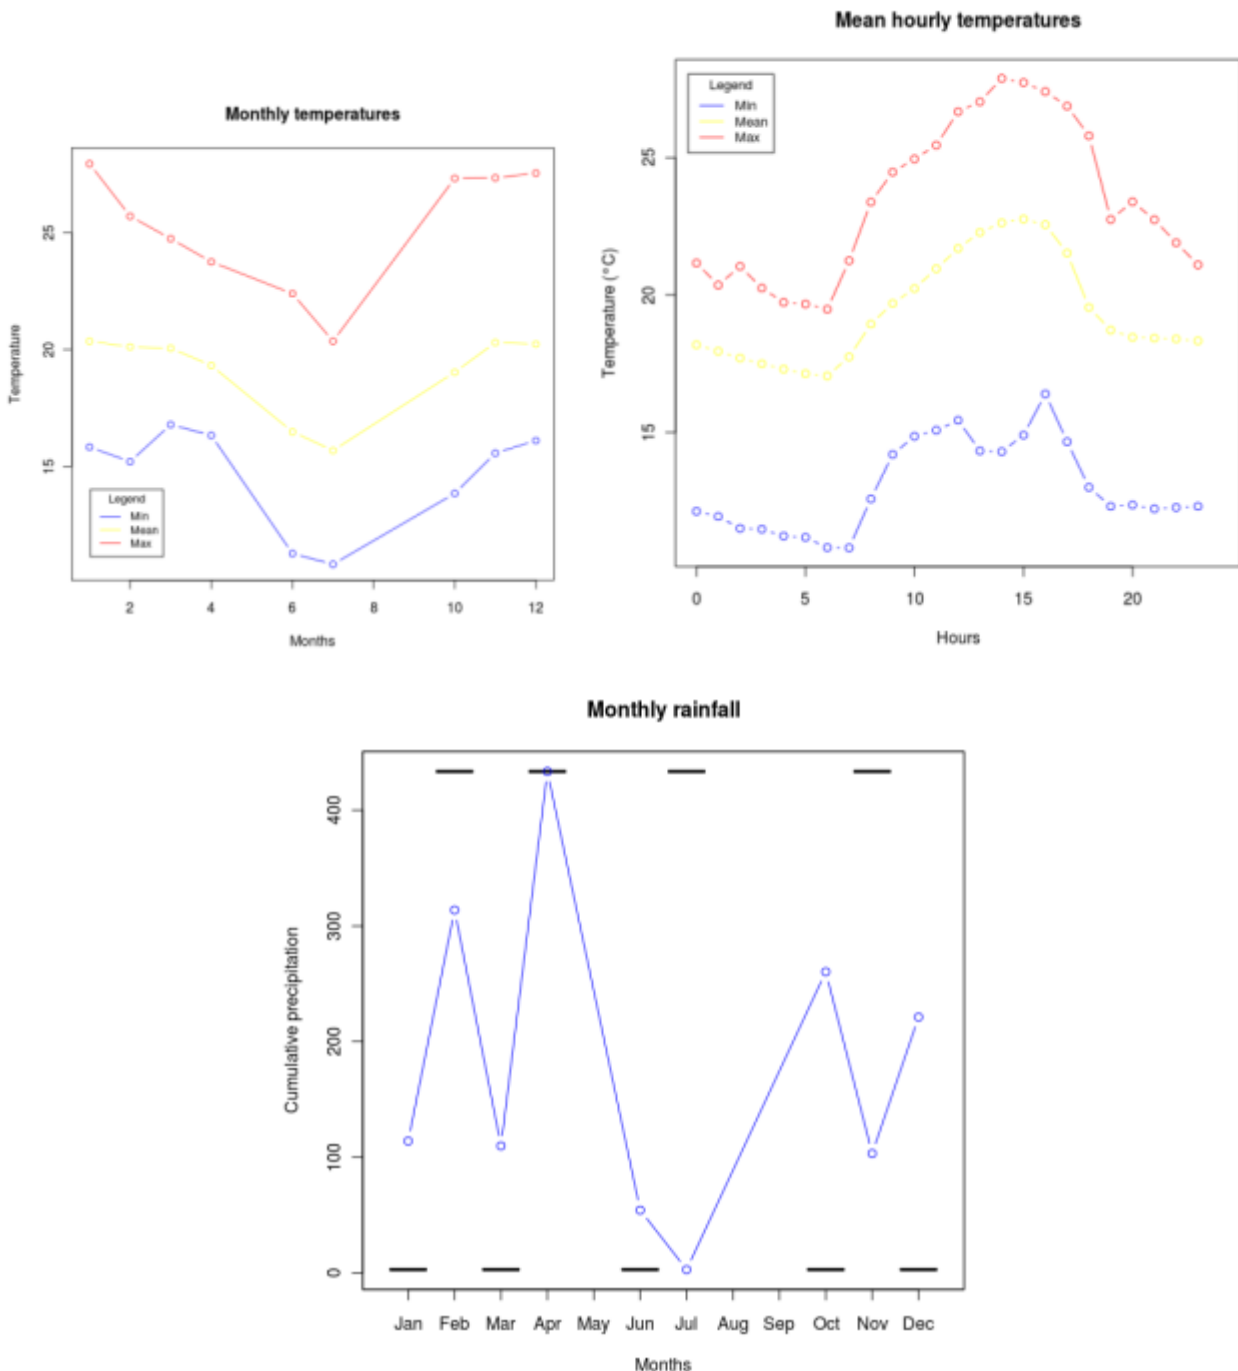 Mean hourly temperatures
Monthly temperatures
Temperature
25
20
15
Legend
Min
Mean
Max
2 4 6 8 10 12
Months
Temperature (°C)
25
20
15
Legend
Min
Mean
Max
0 5 10 15 20
Hours
Monthly rainfall
Cumulative precipitation
400
300
200
100
0
Jan Feb Mar Apr May Jun Jul Aug Sep Oct Nov Dec
Months